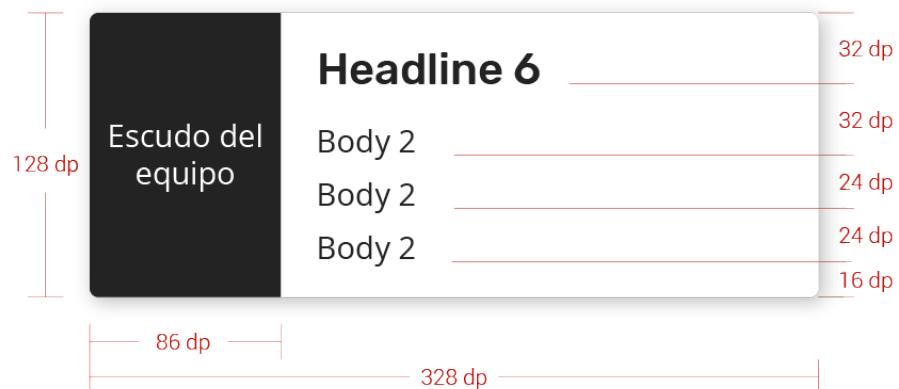 128 dp
Escudo del
equipo
Headline 6
Body 2
Body 2
Body 2
32 dp
32 dp
24 dp
24 dp
16 dp
86 dp
328 dp